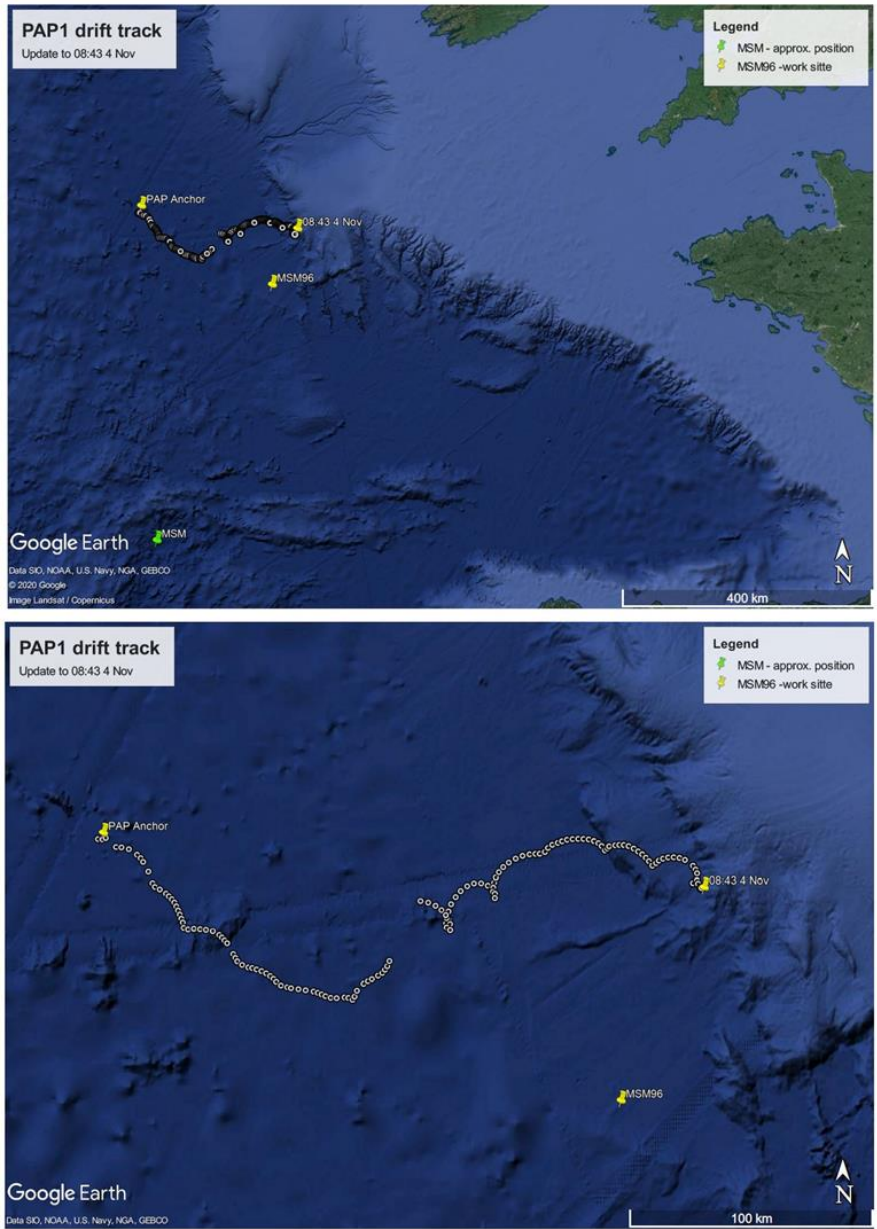 PAP1 drift track
Update to 08:43 4 Nov
Legend
MSM - approx. position
MSM96 -work sitte
PAP Anchor
08:43 4 Nov
MSM96
MSM
Google Earth
Data SIO, NOAA, U.S. Navy, NGA, GEBCO
© 2020 Google
Image Landsat / Copernicus
N
400 km
PAP1 drift track
Update to 08:43 4 Nov
Legend
MSM - approx. position
MSM96 -work sitte
PAP Anchor
08:43 4 Nov
MSM96
Google Earth
Data SIO, NOAA, U.S. Navy, NGA, GEBCO
N
100 km